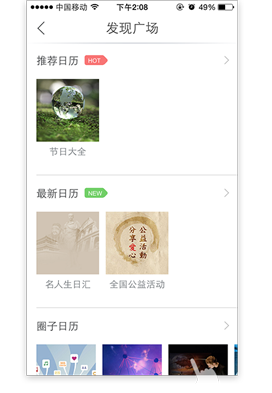 中国移动 下午2:08 49%
发现广场
推荐日历 HOT
节日大全
最新日历 NEW
公益活動
分享愛心
名人生日汇 全国公益活动
圈子日历